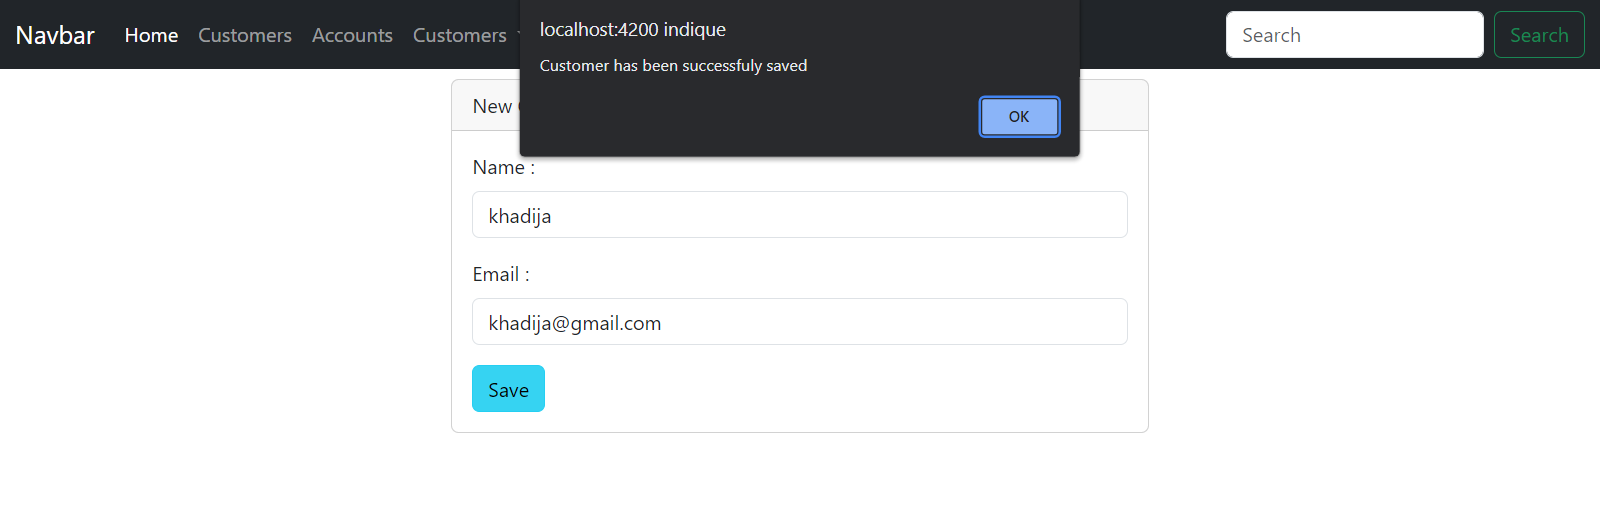 Navbar Home Customers Accounts Customers Search Search
localhost:4200 indique
Customer has been successfuly saved
OK
New
Name :
khadija
Email :
khadija@gmail.com
Save